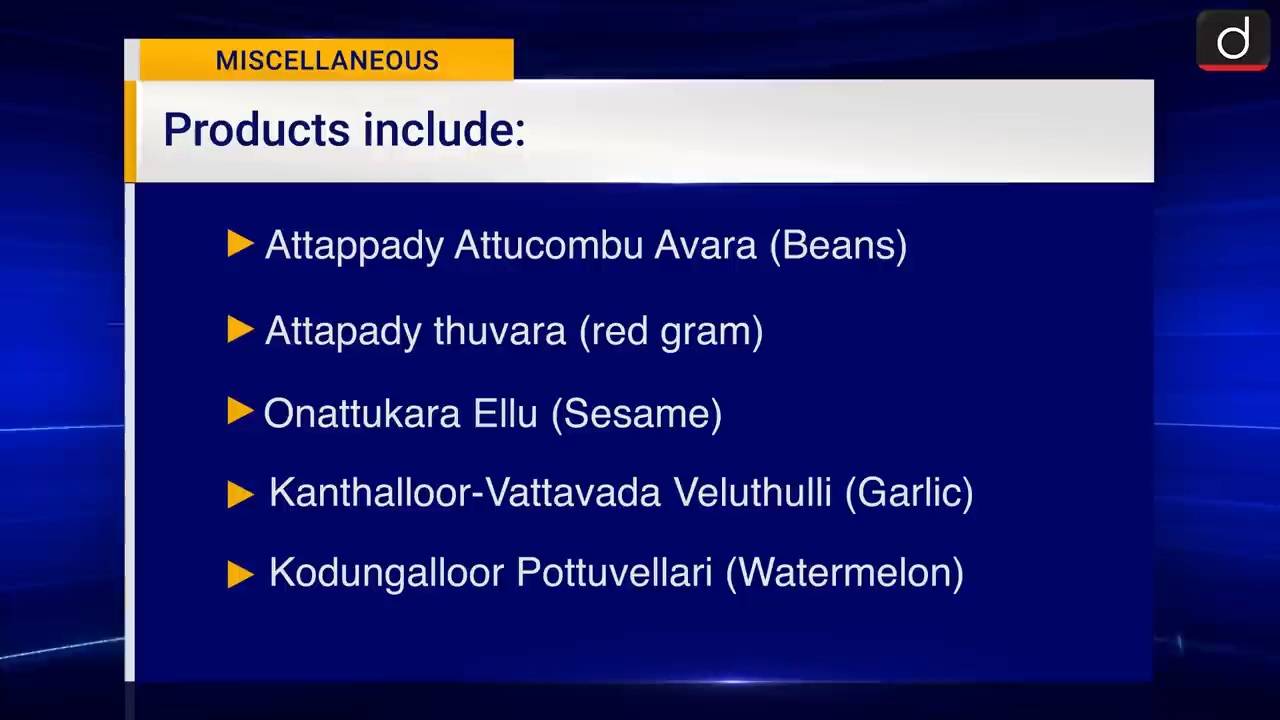 MISCELLANEOUS
d
Products include:
Attappady Attucombu Avara (Beans)
Attapady thuvara (red gram)
Onattukara Ellu (Sesame)
Kanthalloor-Vattavada Veluthulli (Garlic)
Kodungalloor Pottuvellari (Watermelon)